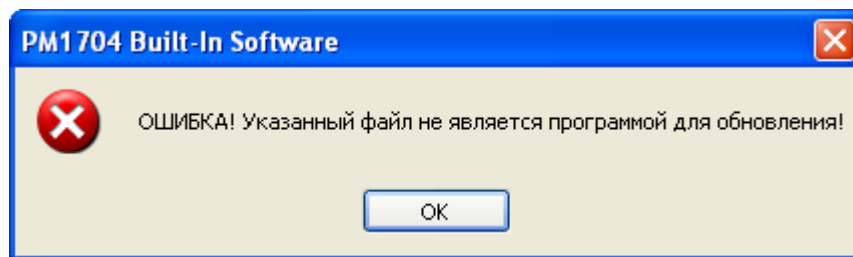 PM1704 Built-In Software
ОШИБКА! Указанный файл не является программой для обновления!
OK